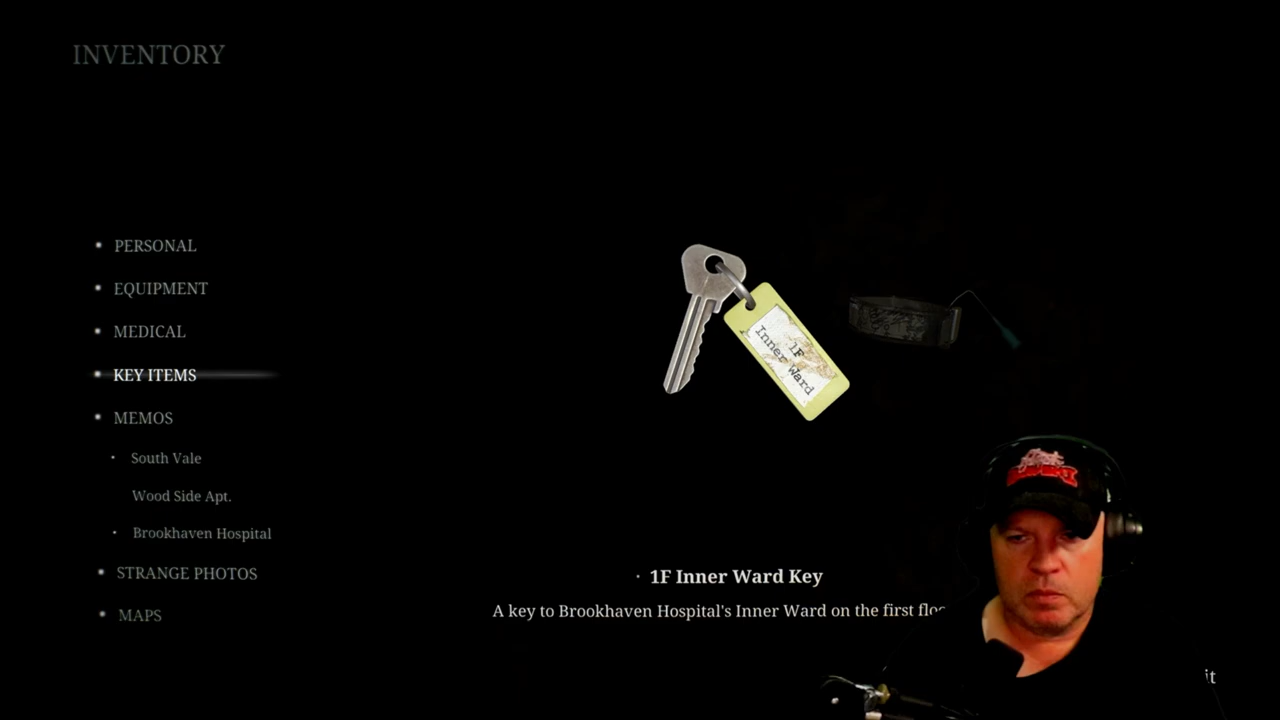 INVENTORY
PERSONAL
EQUIPMENT
MEDICAL
KEY ITEMS
MEMOS
South Vale
Wood Side Apt.
Brookhaven Hospital
STRANGE PHOTOS
MAPS
1F
Inner Ward
1F Inner Ward Key
A key to Brookhaven Hospital's Inner Ward on the first